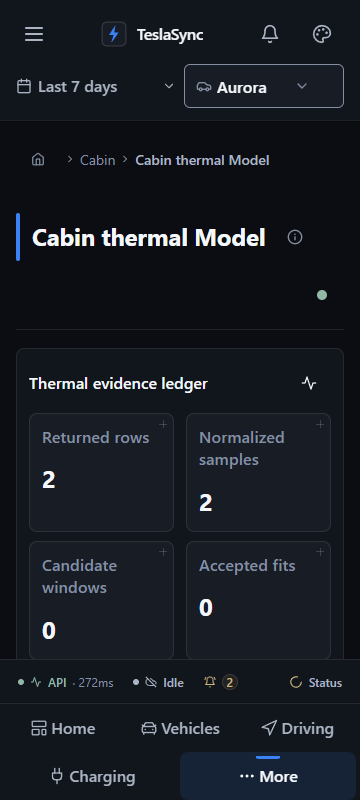 TeslaSync
Last 7 days
Aurora
Cabin
Cabin thermal Model
Cabin thermal Model
Thermal evidence ledger
Returned rows
2
Normalized samples
2
Candidate windows
0
Accepted fits
0
API · 272ms
Idle
2
Status
Home
Vehicles
Driving
Charging
More